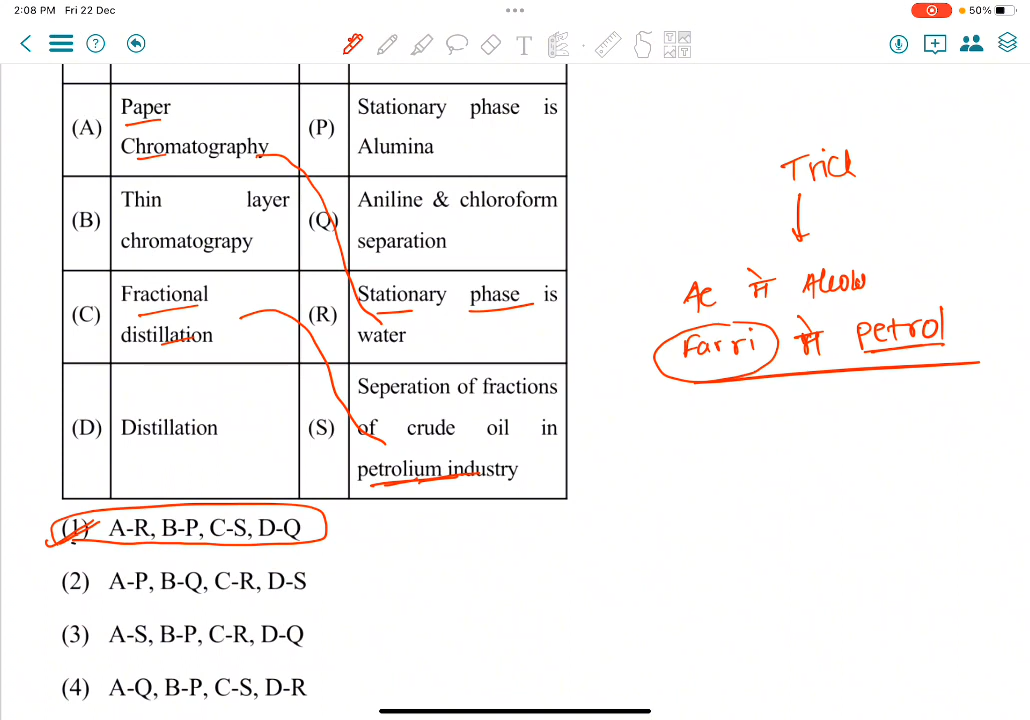 2:08 PM Fri 22 Dec
50%
(A) Paper Chromatography (P) Stationary phase is Alumina
(B) Thin layer chromatograpy (Q) Aniline & chloroform separation
(C) Fractional distillation (R) Stationary phase is water
(D) Distillation (S) Seperation of fractions of crude oil in petrolium industry
(1) A-R, B-P, C-S, D-Q
(2) A-P, B-Q, C-R, D-S
(3) A-S, B-P, C-R, D-Q
(4) A-Q, B-P, C-S, D-R
Trick
Ac में
Farri में Petrol